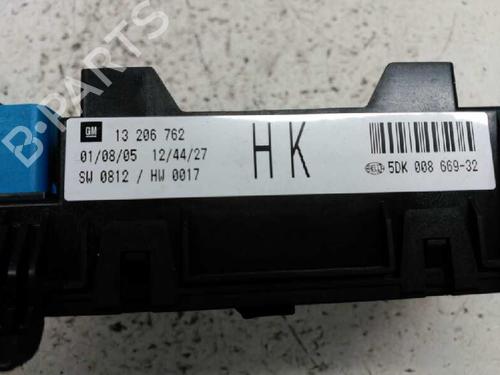 GM 13 206 762
01/08/05 12/44/27
SW 0812 / HW 0017
HK
HELLA 5DK 008 669-32
B-PARTS